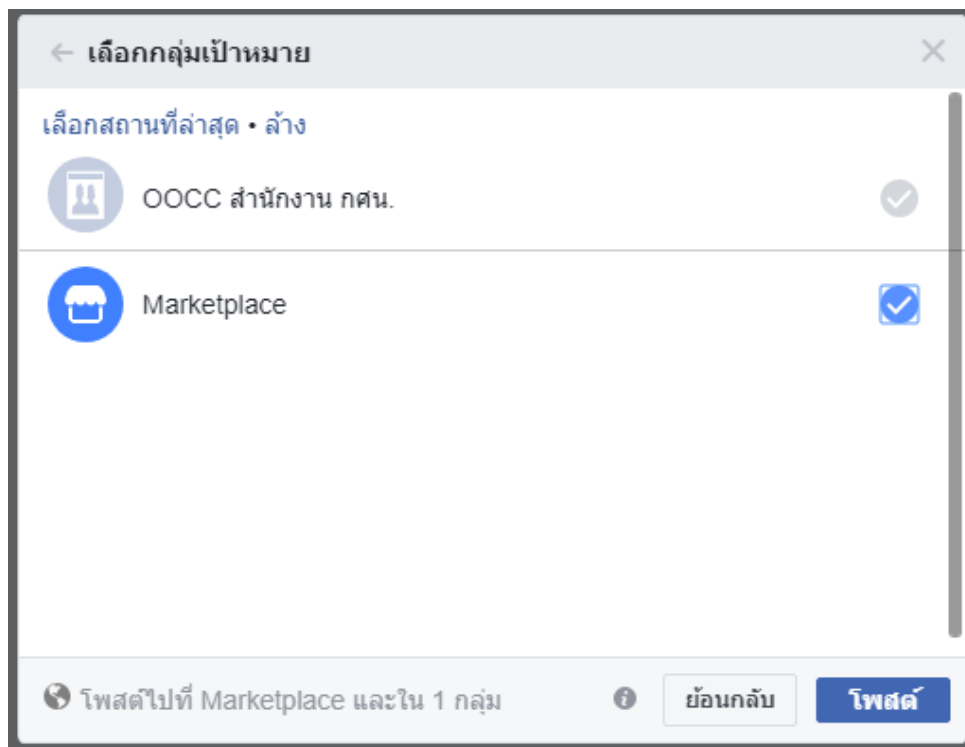 ← เลือกกลุ่มเป้าหมาย
เลือกสถานที่ล่าสุด • ล้าง
OOCC สำนักงาน กศน.
Marketplace
โพสต์ไปที่ Marketplace และใน 1 กลุ่ม ย้อนกลับ โพสต์